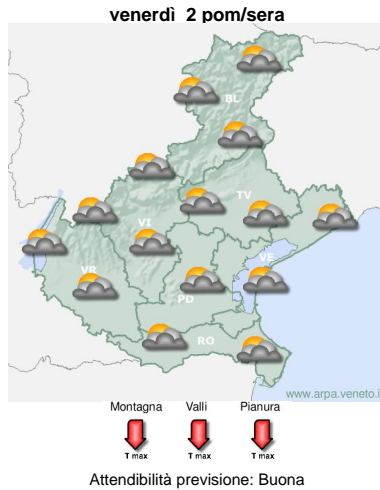 venerdì 2 pom/sera
BL
TV
VI
VE
VR
PD
RO
www.arpa.veneto.i
Montagna Valli Pianura
T max T max T max
Attendibilità previsione: Buona